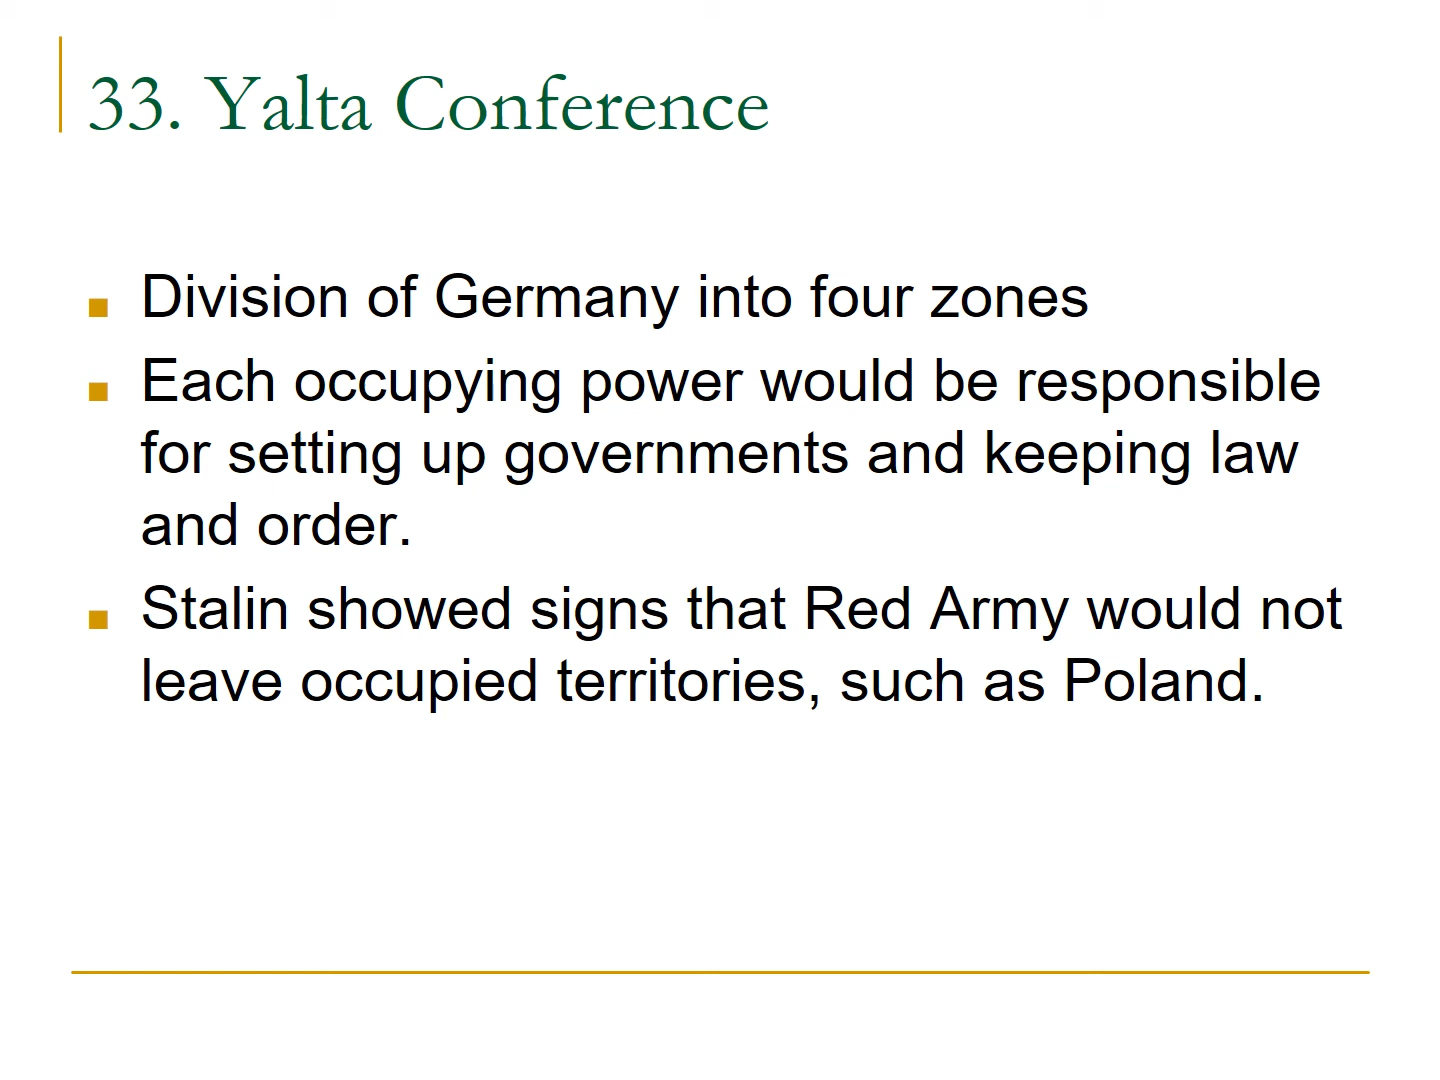 33. Yalta Conference
Division of Germany into four zones
Each occupying power would be responsible
for setting up governments and keeping law
and order.
Stalin showed signs that Red Army would not
leave occupied territories, such as Poland.